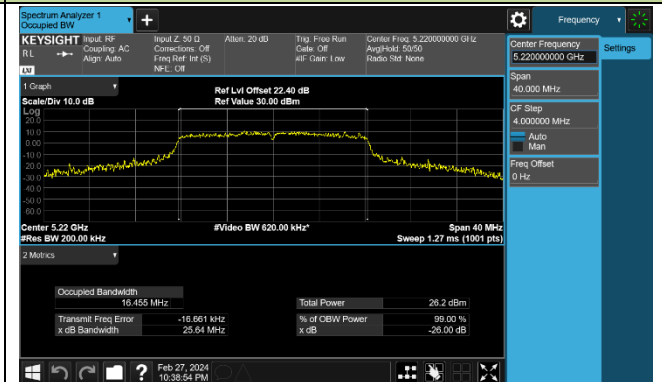 Spectrum Analyzer 1
Occupied BW
Frequency
KEYSIGHT
Input: RF
RL
Coupling: AC
Align: Auto
LXI
Input Z: 50 Ω
Corrections: Off
Freq Ref: Int (S)
NFE: Off
Atten: 20 dB
Trig: Free Run
Gate: Off
#IF Gain: Low
Center Freq: 5.220000000 GHz
Avg|Hold: 50/50
Radio Std: None
Center Frequency
5.220000000 GHz
Settings
Span
40.000 MHz
CF Step
4.000000 MHz
Auto
Man
Freq Offset
0 Hz
1 Graph
Scale/Div 10.0 dB
Ref Lvl Offset 22.40 dB
Ref Value 30.00 dBm
Log
20.0
10.0
0.00
-10.0
-20.0
-30.0
-40.0
-50.0
-60.0
Center 5.22 GHz
#Video BW 620.00 kHz*
Span 40 MHz
#Res BW 200.00 kHz
Sweep 1.27 ms (1001 pts)
2 Metrics
Occupied Bandwidth
16.455 MHz
Total Power
26.2 dBm
Transmit Freq Error
-16.661 kHz
% of OBW Power
99.00 %
x dB Bandwidth
25.64 MHz
x dB
-26.00 dB
Feb 27, 2024
10:38:54 PM